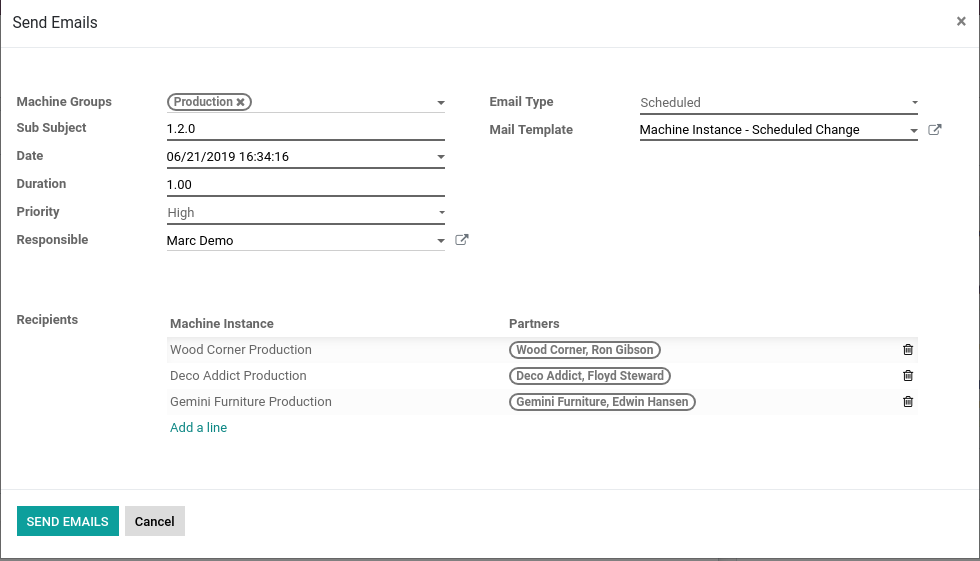 Send Emails ×
Machine Groups Production ✖
Email Type Scheduled
Sub Subject 1.2.0
Mail Template Machine Instance - Scheduled Change
Date 06/21/2019 16:34:16
Duration 1.00
Priority High
Responsible Marc Demo
Recipients
Machine Instance Partners
Wood Corner Production Wood Corner, Ron Gibson
Deco Addict Production Deco Addict, Floyd Steward
Gemini Furniture Production Gemini Furniture, Edwin Hansen
Add a line
SEND EMAILS Cancel